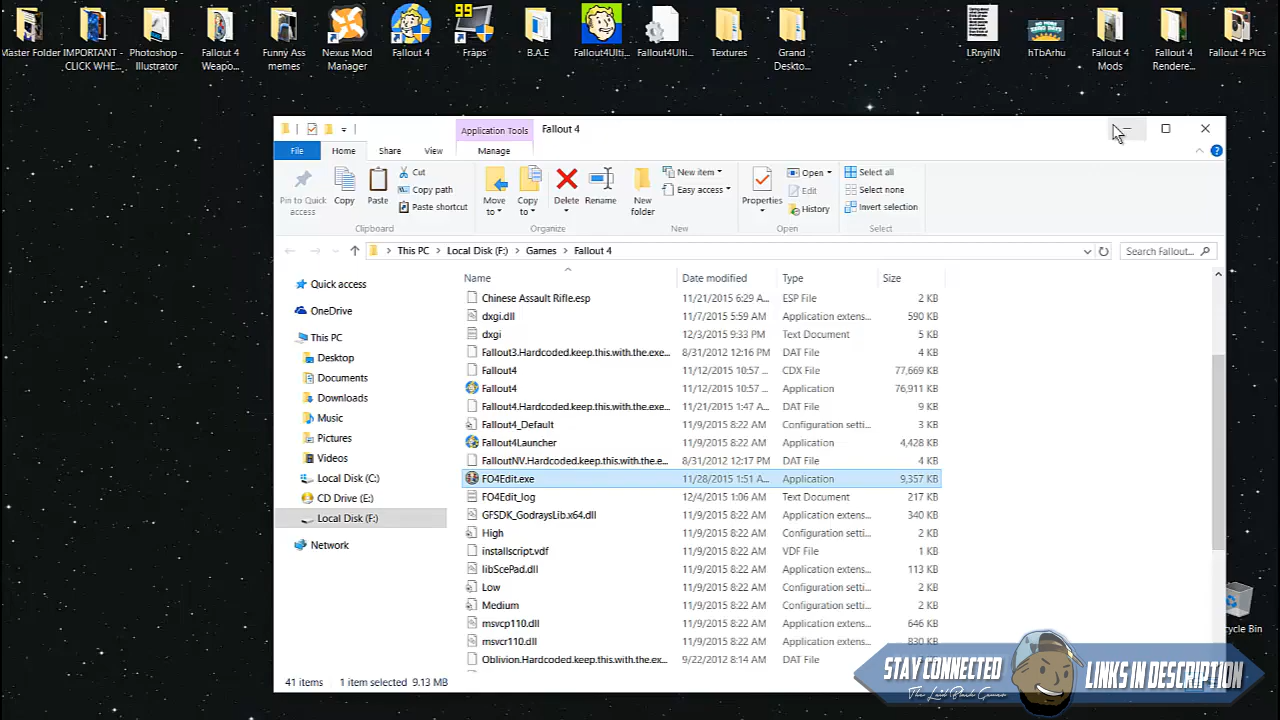 99
Master Folder
IMPORTANT -
CLICK WHE...
Photoshop -
Illustrator
Fallout 4
Weapo...
Funny Ass
memes
Nexus Mod
Manager
Fallout 4
Fraps
B.A.E
Fallout4Ulti...
Fallout4Ulti...
Textures
Grand
Deskto...
LRnyiIN
hTbArhu
Fallout 4
Mods
Fallout 4
Rendere...
Fallout 4 Pics
Application Tools
Fallout 4
File
Home
Share
View
Manage
Pin to Quick
access
Copy
Paste
Cut
Copy path
Paste shortcut
Clipboard
Move
to
Copy
to
Delete
Rename
Organize
New
folder
New item
Easy access
New
Properties
Open
Edit
History
Open
Select all
Select none
Invert selection
Select
This PC > Local Disk (F:) > Games > Fallout 4
Search Fallout...
Quick access
OneDrive
This PC
Desktop
Documents
Downloads
Music
Pictures
Videos
Local Disk (C:)
CD Drive (E:)
Local Disk (F:)
Network
Name Date modified Type Size
Chinese Assault Rifle.esp 11/21/2015 6:29 A... ESP File 2 KB
dxgi.dll 11/7/2015 5:59 AM Application extens... 590 KB
dxgi 12/3/2015 9:33 PM Text Document 5 KB
Fallout3.Hardcoded.keep.this.with.the.exe... 8/31/2012 12:16 PM DAT File 4 KB
Fallout4 11/12/2015 10:57 ... CDX File 77,669 KB
Fallout4 11/12/2015 10:57 ... Application 76,911 KB
Fallout4.Hardcoded.keep.this.with.the.exe... 11/21/2015 1:47 A... DAT File 9 KB
Fallout4_Default 11/9/2015 8:22 AM Configuration setti... 3 KB
Fallout4Launcher 11/9/2015 8:22 AM Application 4,428 KB
FalloutNV.Hardcoded.keep.this.with.the.e... 8/31/2012 12:17 PM DAT File 4 KB
FO4Edit.exe 11/28/2015 1:51 A... Application 9,357 KB
FO4Edit_log 12/4/2015 1:06 AM Text Document 217 KB
GFSDK_GodraysLib.x64.dll 11/9/2015 8:22 AM Application extens... 340 KB
High 11/9/2015 8:22 AM Configuration setti... 3 KB
installscript.vdf 11/9/2015 8:22 AM VDF File 1 KB
libScePad.dll 11/9/2015 8:22 AM Application extens... 113 KB
Low 11/9/2015 8:22 AM Configuration setti... 3 KB
Medium 11/9/2015 8:22 AM Configuration setti... 3 KB
msvcp110.dll 11/9/2015 8:22 AM Application extens... 646 KB
msvcr110.dll 11/9/2015 8:22 AM Application extens... 830 KB
Oblivion.Hardcoded.keep.this.with.the.exe... 9/22/2012 8:14 AM DAT File
41 items 1 item selected 9.13 MB
cycle Bin
STAY CONNECTED
LINKS IN DESCRIPTION